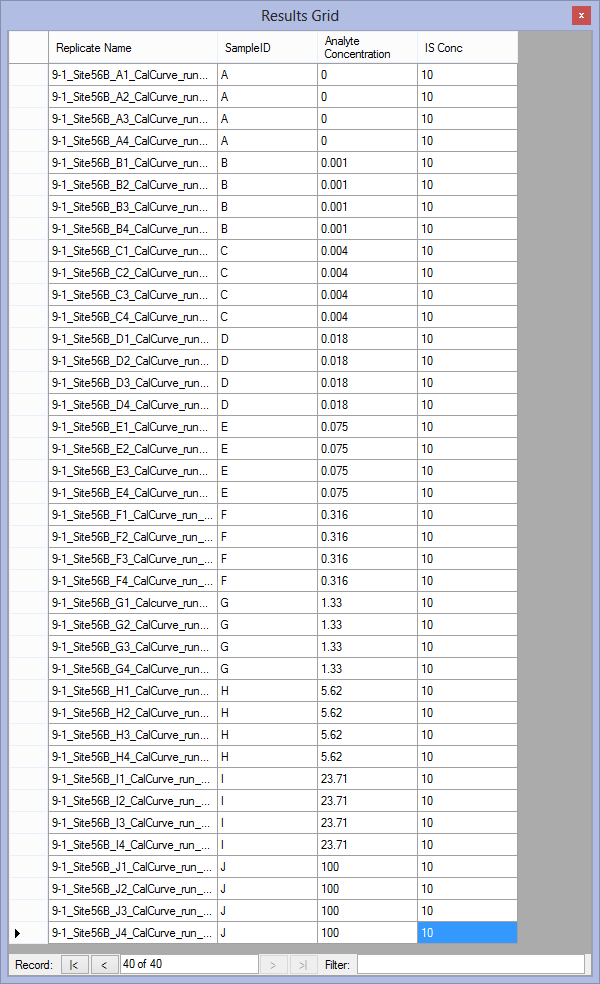 Results Grid
x
Replicate Name SampleID Analyte Concentration IS Conc
9-1_Site56B_A1_CalCurve_run... A 0 10
9-1_Site56B_A2_CalCurve_run... A 0 10
9-1_Site56B_A3_CalCurve_run... A 0 10
9-1_Site56B_A4_CalCurve_run... A 0 10
9-1_Site56B_B1_CalCurve_run... B 0.001 10
9-1_Site56B_B2_CalCurve_run... B 0.001 10
9-1_Site56B_B3_CalCurve_run... B 0.001 10
9-1_Site56B_B4_CalCurve_run... B 0.001 10
9-1_Site56B_C1_CalCurve_run... C 0.004 10
9-1_Site56B_C2_CalCurve_run... C 0.004 10
9-1_Site56B_C3_CalCurve_run... C 0.004 10
9-1_Site56B_C4_CalCurve_run... C 0.004 10
9-1_Site56B_D1_CalCurve_run... D 0.018 10
9-1_Site56B_D2_CalCurve_run... D 0.018 10
9-1_Site56B_D3_CalCurve_run... D 0.018 10
9-1_Site56B_D4_CalCurve_run... D 0.018 10
9-1_Site56B_E1_CalCurve_run... E 0.075 10
9-1_Site56B_E2_CalCurve_run... E 0.075 10
9-1_Site56B_E3_CalCurve_run... E 0.075 10
9-1_Site56B_E4_CalCurve_run... E 0.075 10
9-1_Site56B_F1_CalCurve_run_... F 0.316 10
9-1_Site56B_F2_CalCurve_run_... F 0.316 10
9-1_Site56B_F3_CalCurve_run_... F 0.316 10
9-1_Site56B_F4_CalCurve_run_... F 0.316 10
9-1_Site56B_G1_Calcurve_run... G 1.33 10
9-1_Site56B_G2_CalCurve_run... G 1.33 10
9-1_Site56B_G3_CalCurve_run... G 1.33 10
9-1_Site56B_G4_CalCurve_run... G 1.33 10
9-1_Site56B_H1_CalCurve_run... H 5.62 10
9-1_Site56B_H2_CalCurve_run... H 5.62 10
9-1_Site56B_H3_CalCurve_run... H 5.62 10
9-1_Site56B_H4_CalCurve_run... H 5.62 10
9-1_Site56B_I1_CalCurve_run_... I 23.71 10
9-1_Site56B_I2_CalCurve_run_... I 23.71 10
9-1_Site56B_I3_CalCurve_run_... I 23.71 10
9-1_Site56B_I4_CalCurve_run_... I 23.71 10
9-1_Site56B_J1_CalCurve_run_... J 100 10
9-1_Site56B_J2_CalCurve_run_... J 100 10
9-1_Site56B_J3_CalCurve_run_... J 100 10
9-1_Site56B_J4_CalCurve_run_... J 100 10
Record: |< < 40 of 40 > >| Filter: